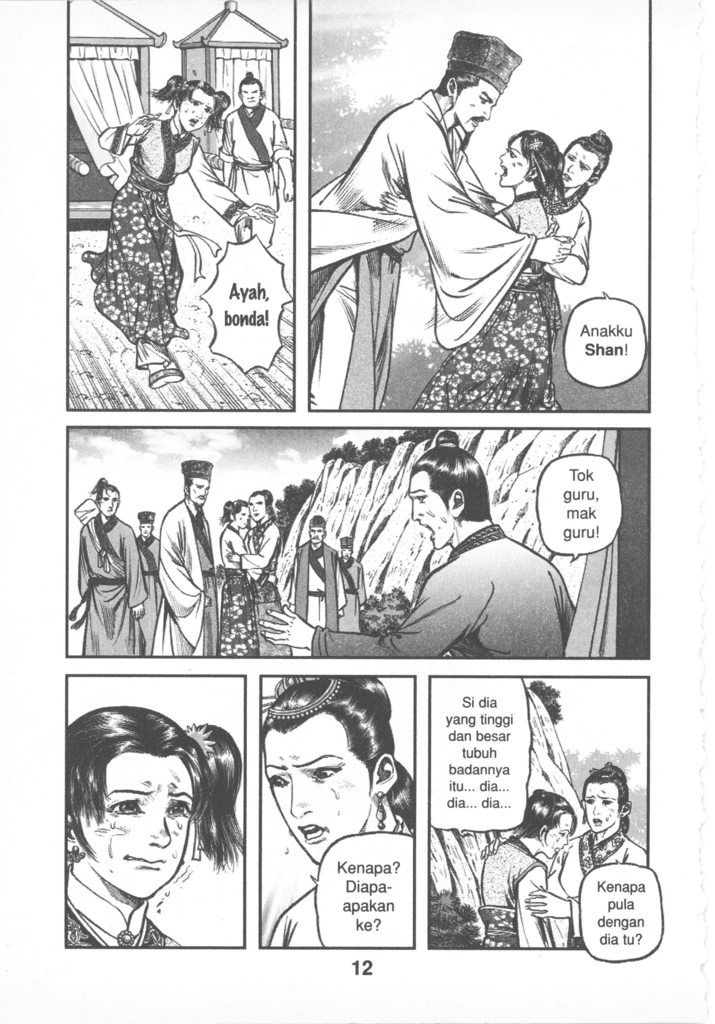 Ayah,
bonda!
Anakku
Shan!
Tok
guru,
mak
guru!
Kenapa?
Diapa-
apakan
ke?
Si dia
yang tinggi
dan besar
tubuh
badannya
itu... dia...
dia... dia...
Kenapa
pula
dengan
dia tu?
12